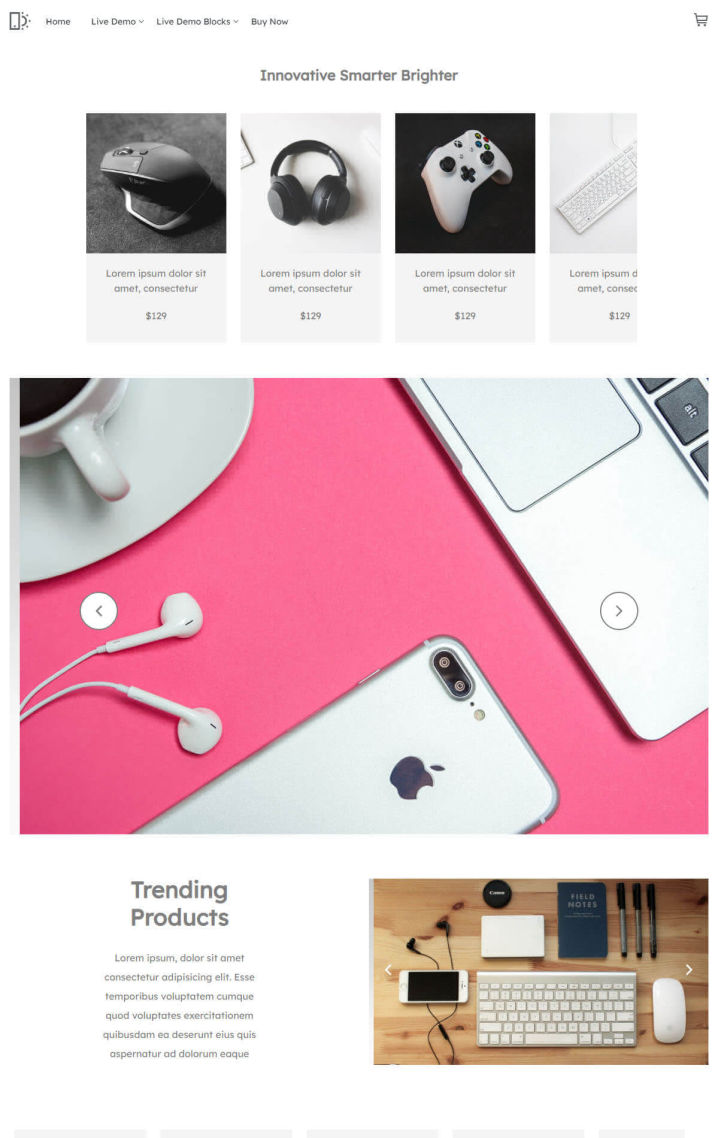 Home Live Demo Live Demo Blocks Buy Now
Innovative Smarter Brighter
Lorem ipsum dolor sit
amet, consectetur
$129
Lorem ipsum dolor sit
amet, consectetur
$129
Lorem ipsum dolor sit
amet, consectetur
$129
Lorem ipsum d
amet, consec
$129
alt
Trending
Products
Lorem ipsum, dolor sit amet
consectetur adipisicing elit. Esse
temporibus voluptatem cumque
quod voluptates exercitationem
quibusdam ea deserunt eius quis
aspernatur ad dolorum eaque
Canon
FIELD
NOTES